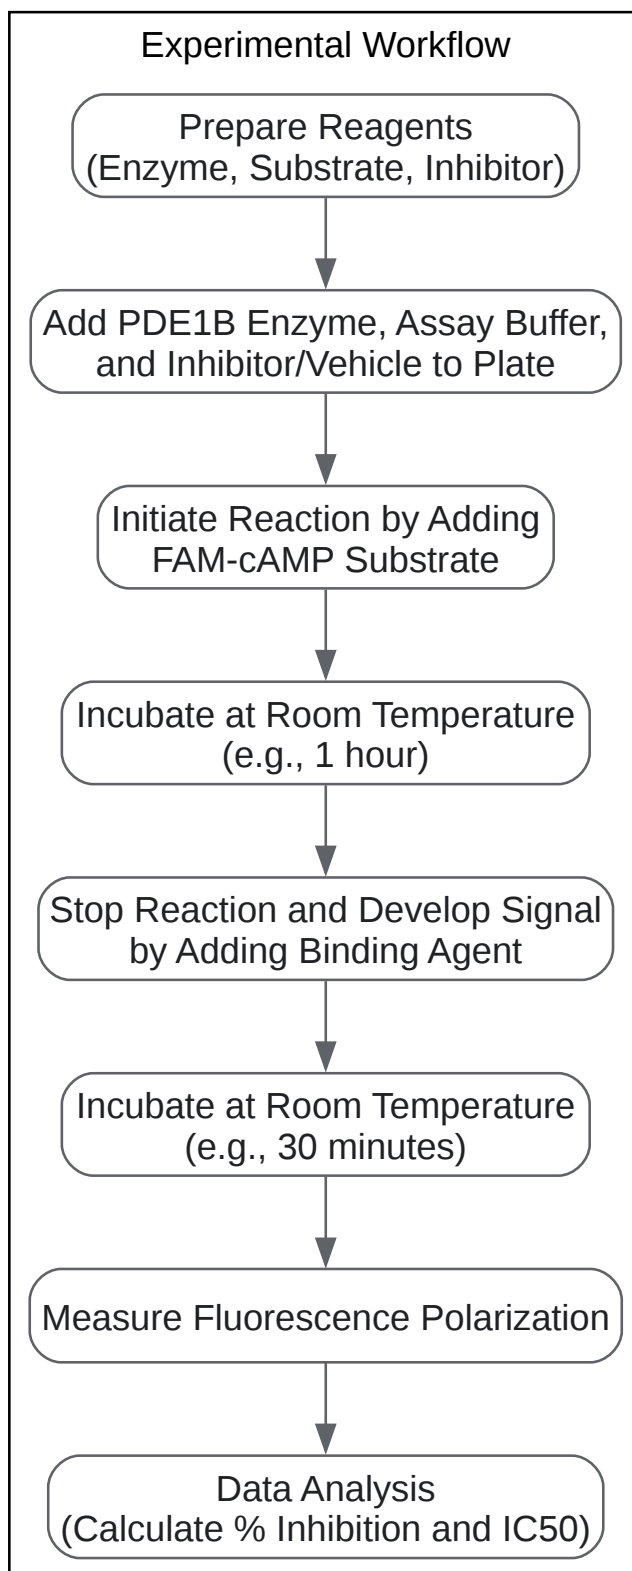 Experimental Workflow
Prepare Reagents
(Enzyme, Substrate, Inhibitor)
Add PDE1B Enzyme, Assay Buffer,
and Inhibitor/Vehicle to Plate
Initiate Reaction by Adding
FAM-cAMP Substrate
Incubate at Room Temperature
(e.g., 1 hour)
Stop Reaction and Develop Signal
by Adding Binding Agent
Incubate at Room Temperature
(e.g., 30 minutes)
Measure Fluorescence Polarization
Data Analysis
(Calculate % Inhibition and IC50)